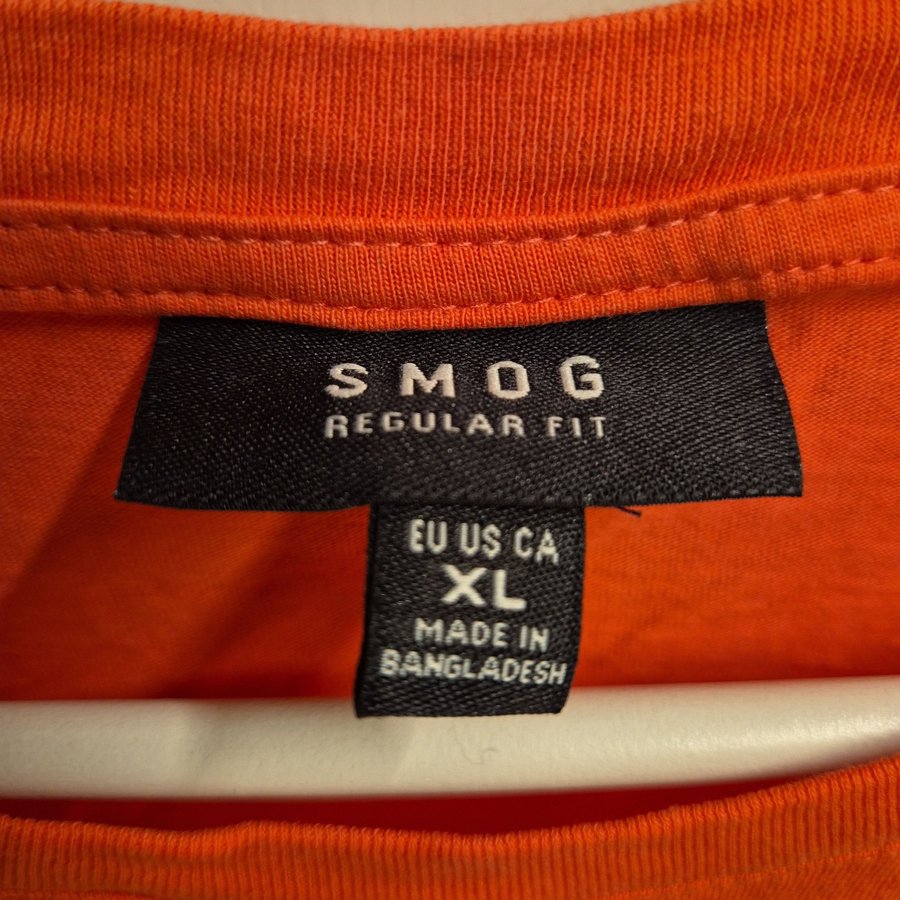 SMOG
REGULAR FIT
EU US CA
XL
MADE IN
BANGLADESH